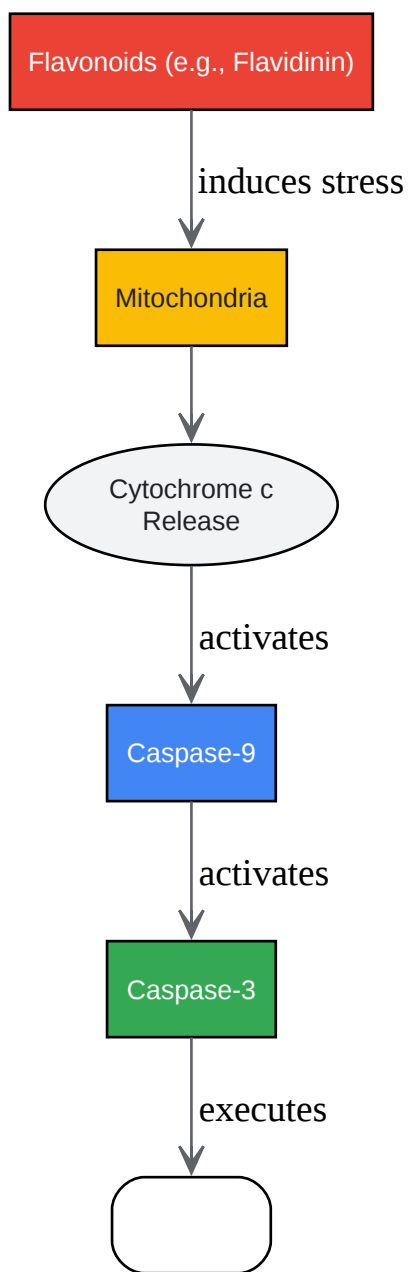 Flavonoids (e.g., Flavidinin)
induces stress
Mitochondria
Cytochrome c
Release
activates
Caspase-9
activates
Caspase-3
executes